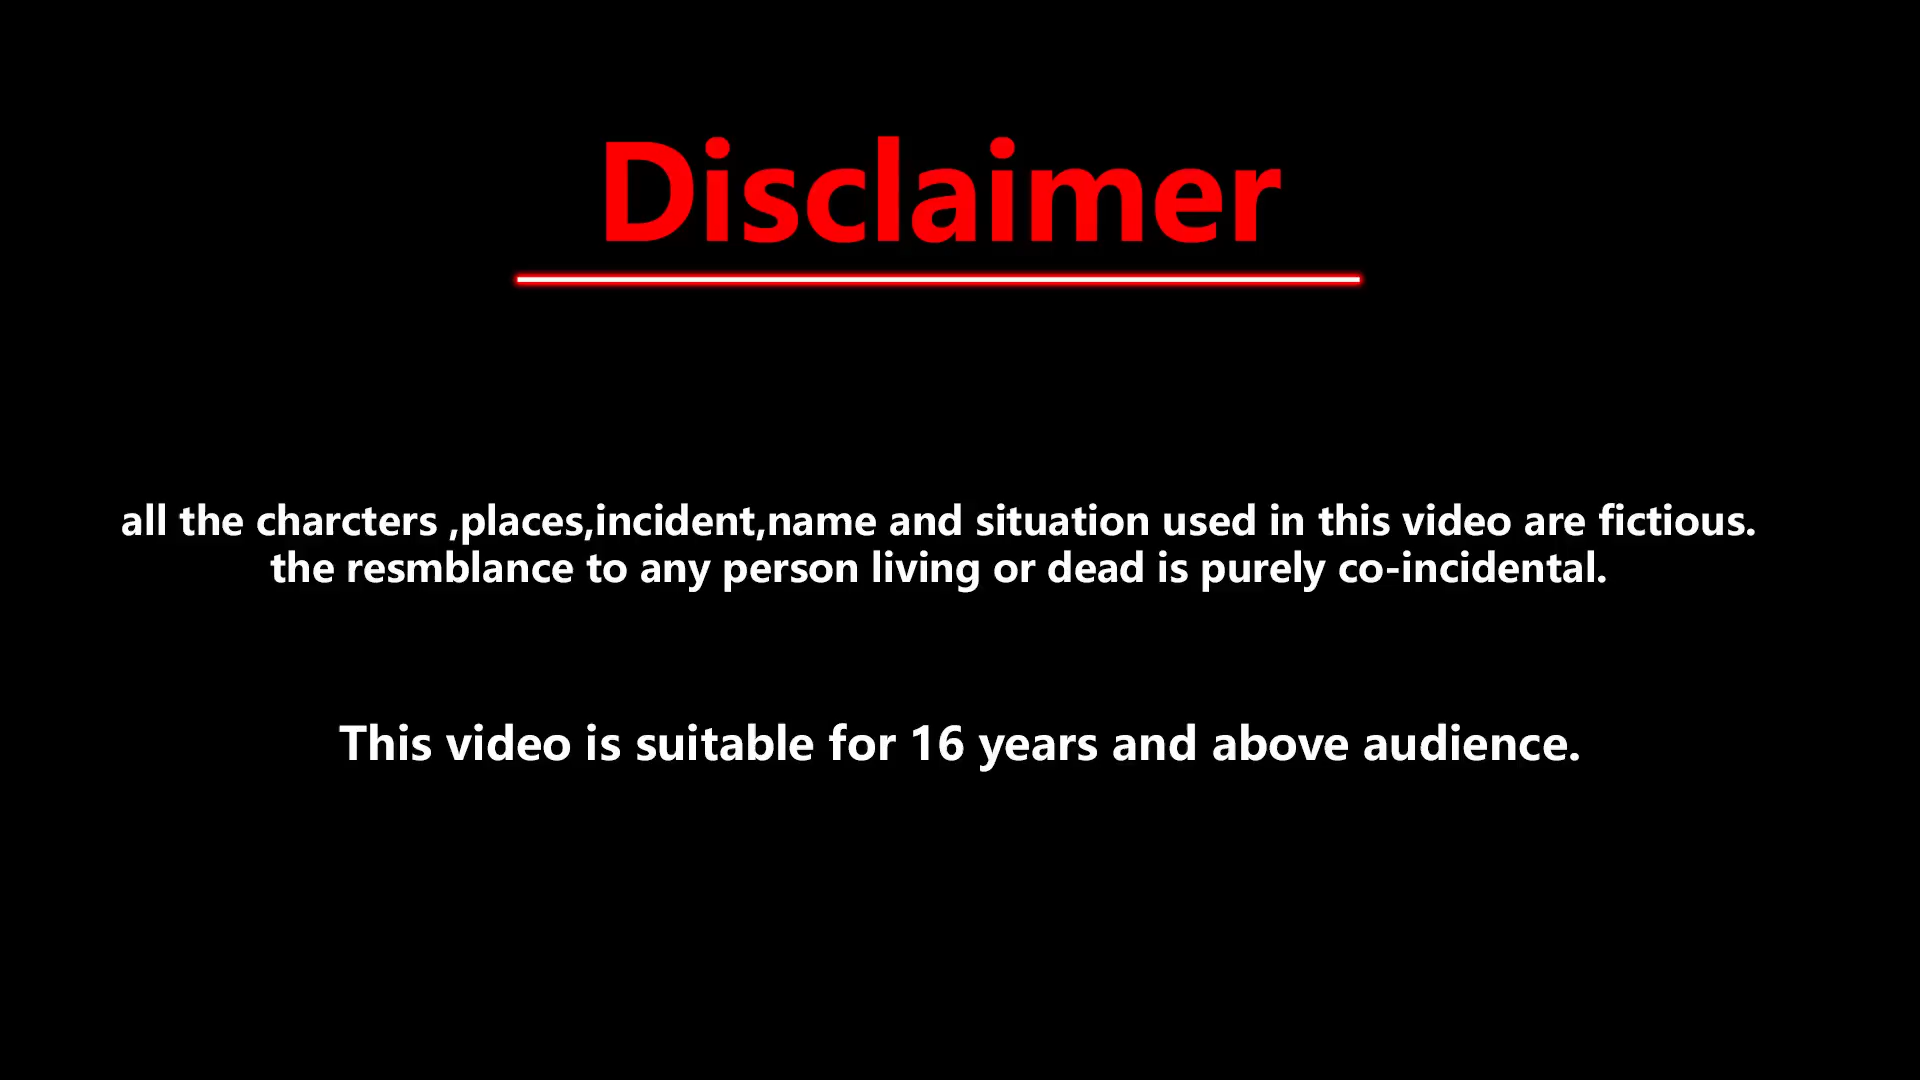 Disclaimer
all the charcters ,places,incident,name and situation used in this video are fictious.
the resmblance to any person living or dead is purely co-incidental.
This video is suitable for 16 years and above audience.